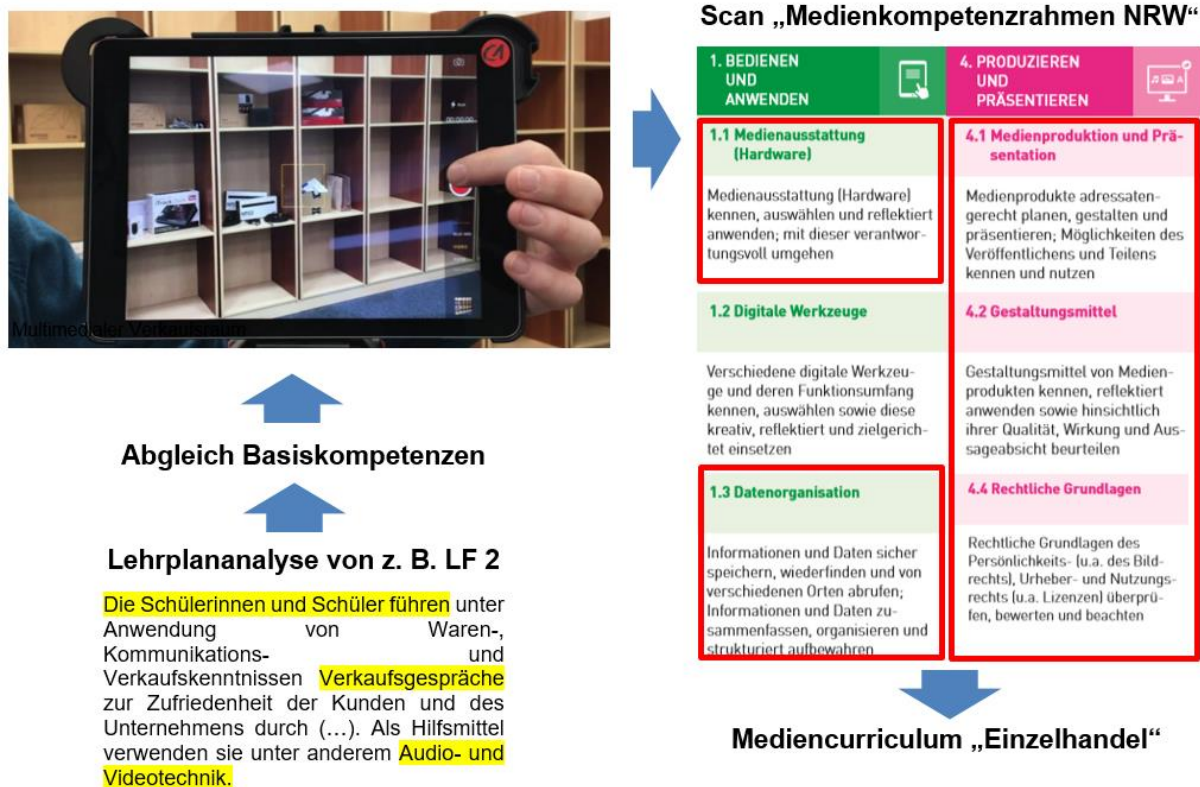 Scan „Medienkompetenzrahmen NRW“
1. BEDIENEN
UND
ANWENDEN
1.1 Medienausstattung
(Hardware)
Medienausstattung (Hardware)
kennen, auswählen und reflektiert
anwenden; mit dieser verantwor-
tungsvoll umgehen
1.2 Digitale Werkzeuge
Verschiedene digitale Werkzeu-
ge und deren Funktionsumfang
kennen, auswählen sowie diese
kreativ, reflektiert und zielgerich-
tet einsetzen
1.3 Datenorganisation
Informationen und Daten sicher
speichern, wiederfinden und von
verschiedenen Orten abrufen;
Informationen und Daten zu-
sammenfassen, organisieren und
strukturiert aufbewahren
4. PRODUZIEREN
UND
PRÄSENTIEREN
4.1 Medienproduktion und Prä-
sentation
Medienprodukte adressaten-
gerecht planen, gestalten und
präsentieren; Möglichkeiten des
Veröffentlichens und Teilens
kennen und nutzen
4.2 Gestaltungsmittel
Gestaltungsmittel von Medien-
produkten kennen, reflektiert
anwenden sowie hinsichtlich
ihrer Qualität, Wirkung und Aus-
sageabsicht beurteilen
4.4 Rechtliche Grundlagen
Rechtliche Grundlagen des
Persönlichkeits- (u.a. des Bild-
rechts), Urheber- und Nutzungs-
rechts (u.a. Lizenzen) überprü-
fen, bewerten und beachten
Multimedialer Verkaufsraum
Abgleich Basiskompetenzen
Lehrplananalyse von z. B. LF 2
Die Schülerinnen und Schüler führen unter
Anwendung von Waren-,
Kommunikations- und
Verkaufskenntnissen Verkaufsgespräche
zur Zufriedenheit der Kunden und des
Unternehmens durch (…). Als Hilfsmittel
verwenden sie unter anderem Audio- und
Videotechnik.
Mediencurriculum „Einzelhandel“